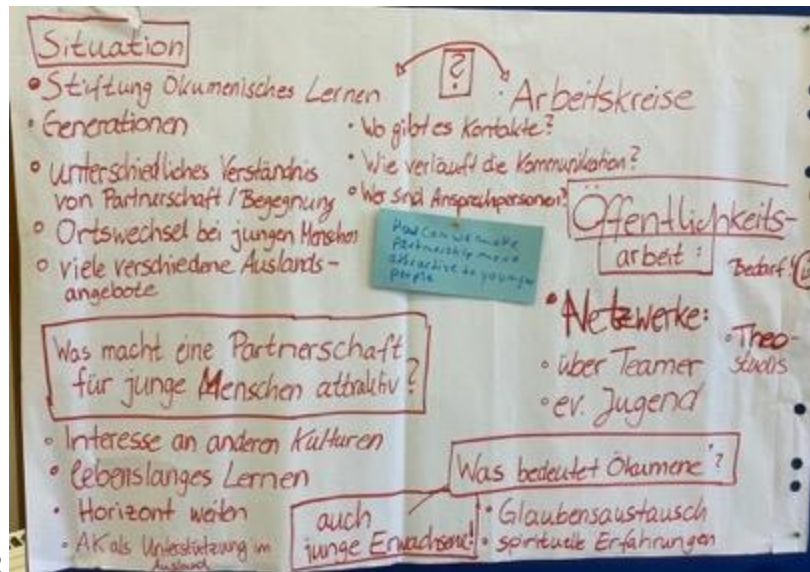 Situation
• Stiftung Ökumenisches Lernen
• Generationen
• unterschiedliches Verständnis
von Partnerschaft / Begegnung
• Ortswechsel bei jungen Menschen
• viele verschiedene Auslands-
angebote
?
• Arbeitskreise
• Wo gibt es Kontakte?
• Wie verläuft die Kommunikation?
• Wer sind Ansprechpersonen?
How can we make
partnership more
attractive to younger
people
Öffentlichkeits-
arbeit:
Bedarf!
• Netzwerke:
• über Teamer
• ev. Jugend
• Theo-
studis
Was macht eine Partnerschaft
für junge Menschen attraktiv?
• Interesse an anderen Kulturen
• Lebenslanges Lernen
• Horizont weiten
• AK als Unterstützung im
Ausland
auch
junge Erwachsene!
Was bedeutet Ökumene?
• Glaubensaustausch
• spirituelle Erfahrungen